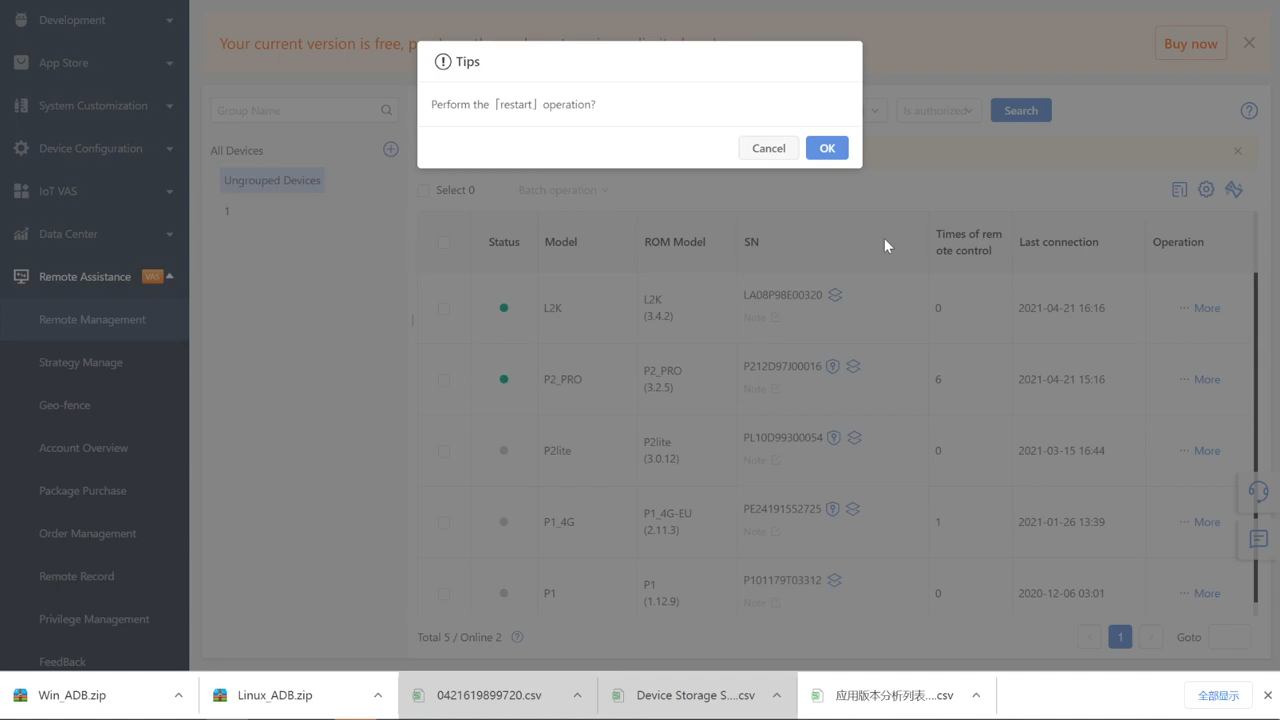 Development
App Store
System Customization
Device Configuration
IoT VAS
Data Center
Remote Assistance VAS
Remote Management
Strategy Manage
Geo-fence
Account Overview
Package Purchase
Order Management
Remote Record
Privilege Management
FeedBack
Your current version is free,
Buy now
Tips
Perform the「restart」operation?
Cancel
OK
Group Name
Is authorized
Search
All Devices
Ungrouped Devices
1
Select 0
Batch operation
Status Model ROM Model SN Times of rem
ote control Last connection Operation
L2K L2K
(3.4.2) LA08P98E00320 Note 0 2021-04-21 16:16 ··· More
P2_PRO P2_PRO
(3.2.5) P212D97J00016 Note 6 2021-04-21 15:16 ··· More
P2lite P2lite
(3.0.12) PL10D99300054 Note 0 2021-03-15 16:44 ··· More
P1_4G P1_4G-EU
(2.11.3) PE24191552725 Note 1 2021-01-26 13:39 ··· More
P1 P1
(1.12.9) P101179T03312 Note 0 2020-12-06 03:01 ··· More
Total 5 / Online 2
< 1 > Goto
Win_ADB.zip
Linux_ADB.zip
0421619899720.csv
Device Storage S....csv
应用版本分析列表....csv
全部显示